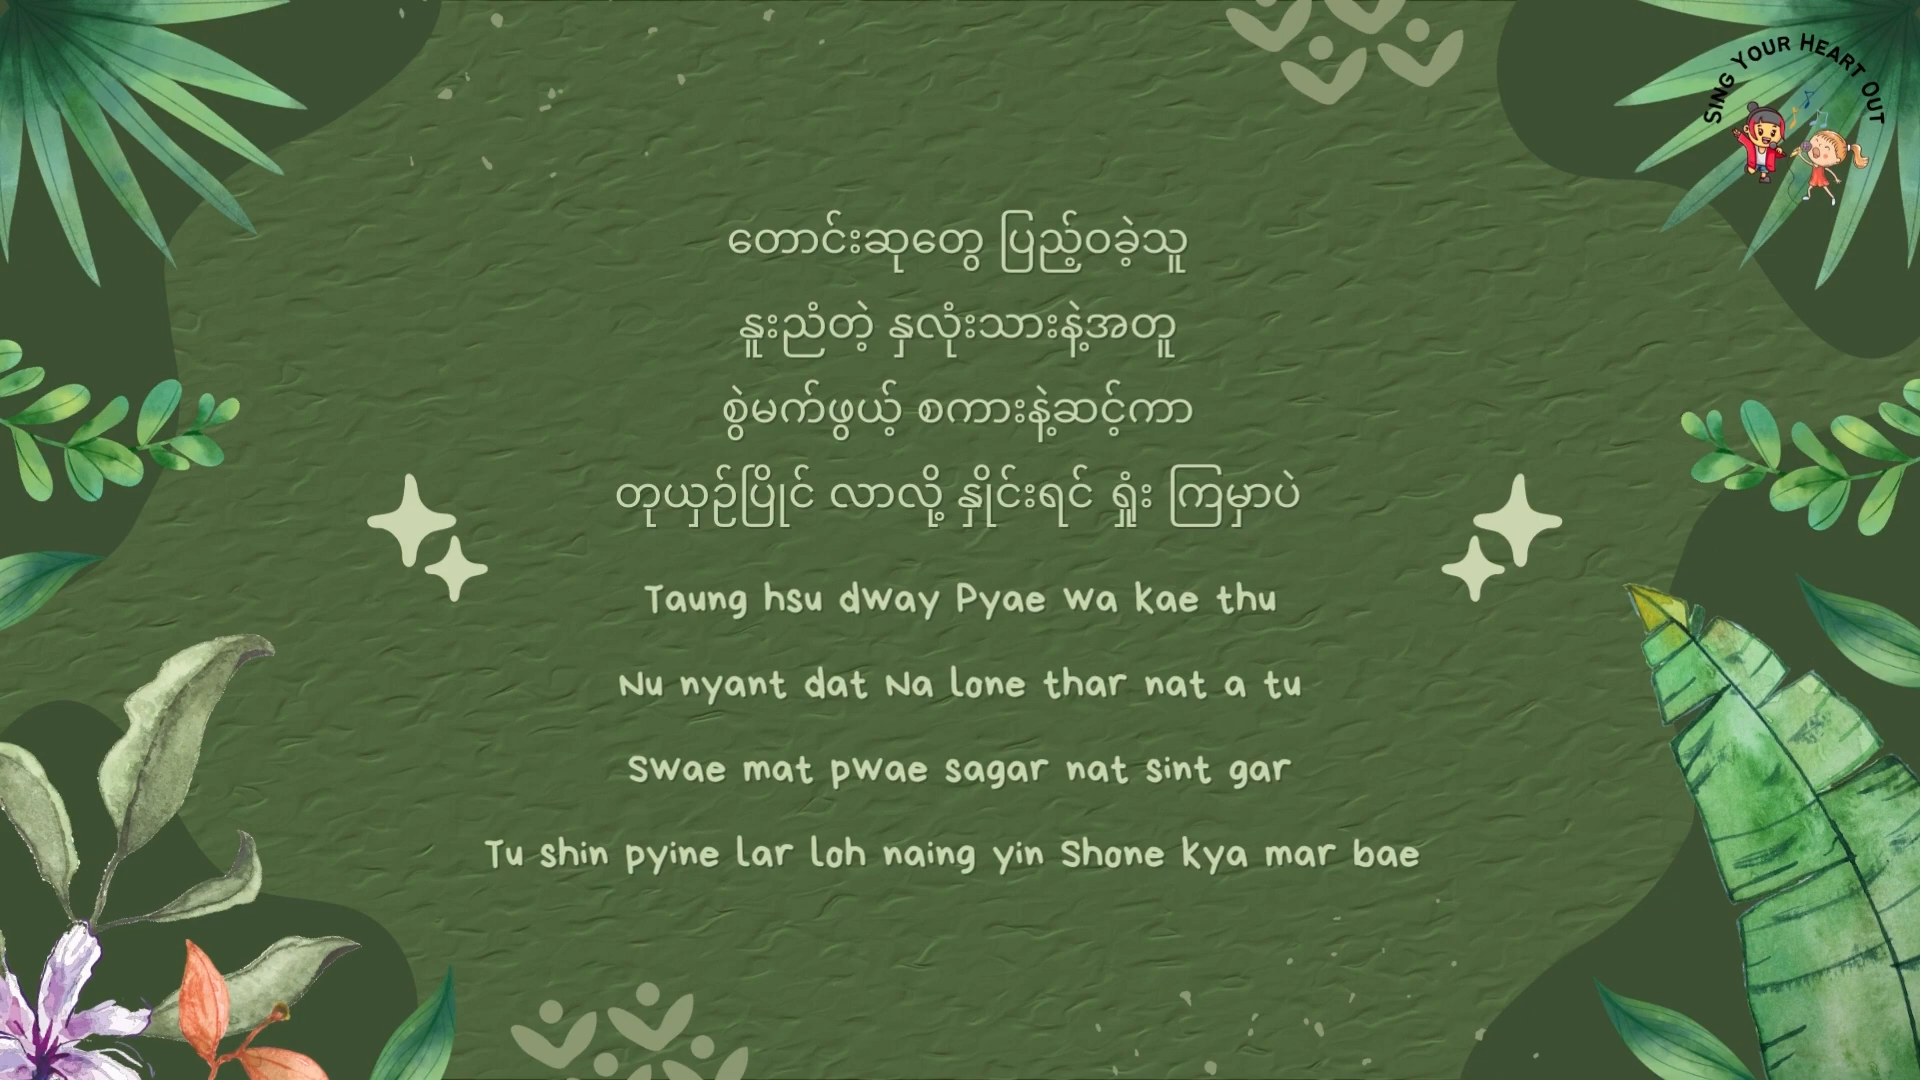 Sing Your Heart Out
တောင်းဆုတွေ ပြည့်ဝခဲ့သူ
နူးညံတဲ့ နှလုံးသားနဲ့အတူ
စွဲမက်ဖွယ့် စကားနဲ့ဆင့်ကာ
တုယှဉ်ပြိုင် လာလို့ နှိုင်းရင် ရှုံး ကြမှာပဲ
Taung hsu dway Pyae wa kae thu
Nu nyant dat Na lone thar nat a tu
Swae mat pwae sagar nat sint gar
Tu shin pyine lar loh naing yin Shone kya mar bae